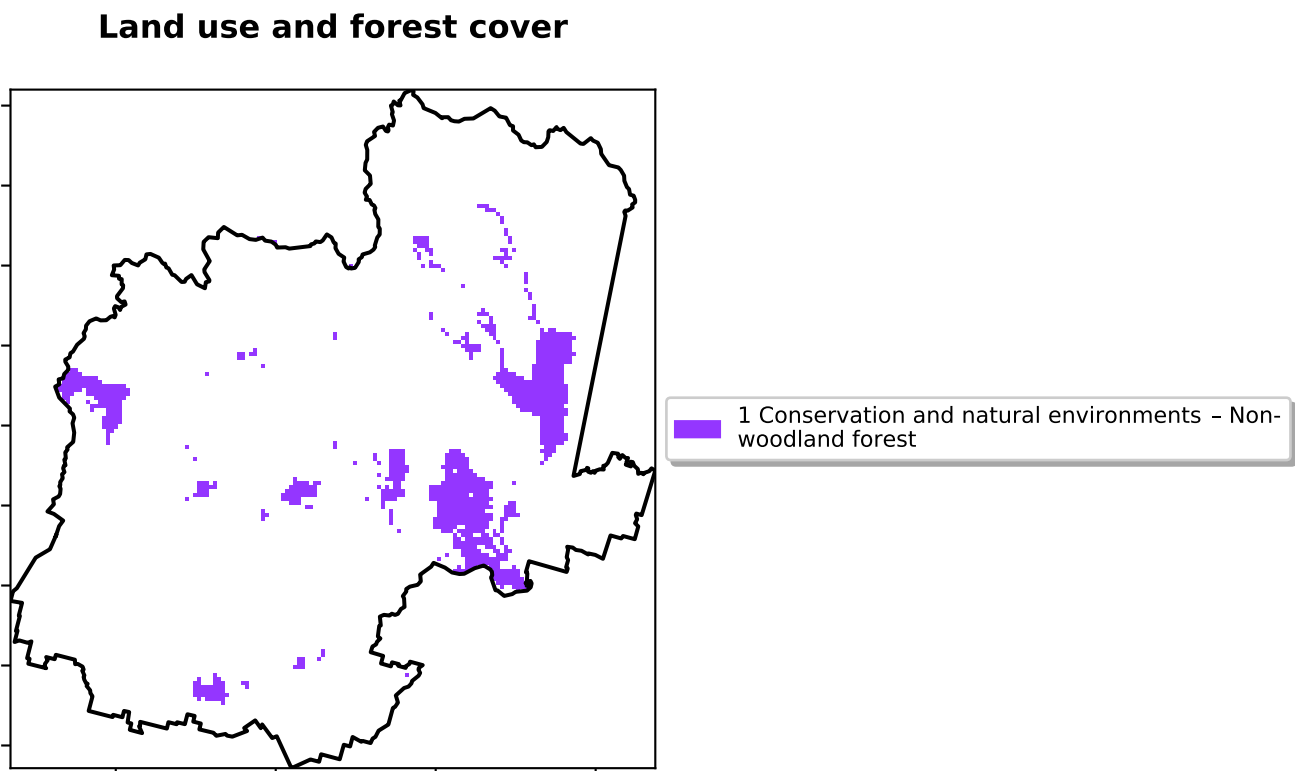 Land use and forest cover
1 Conservation and natural environments – Non-
woodland forest